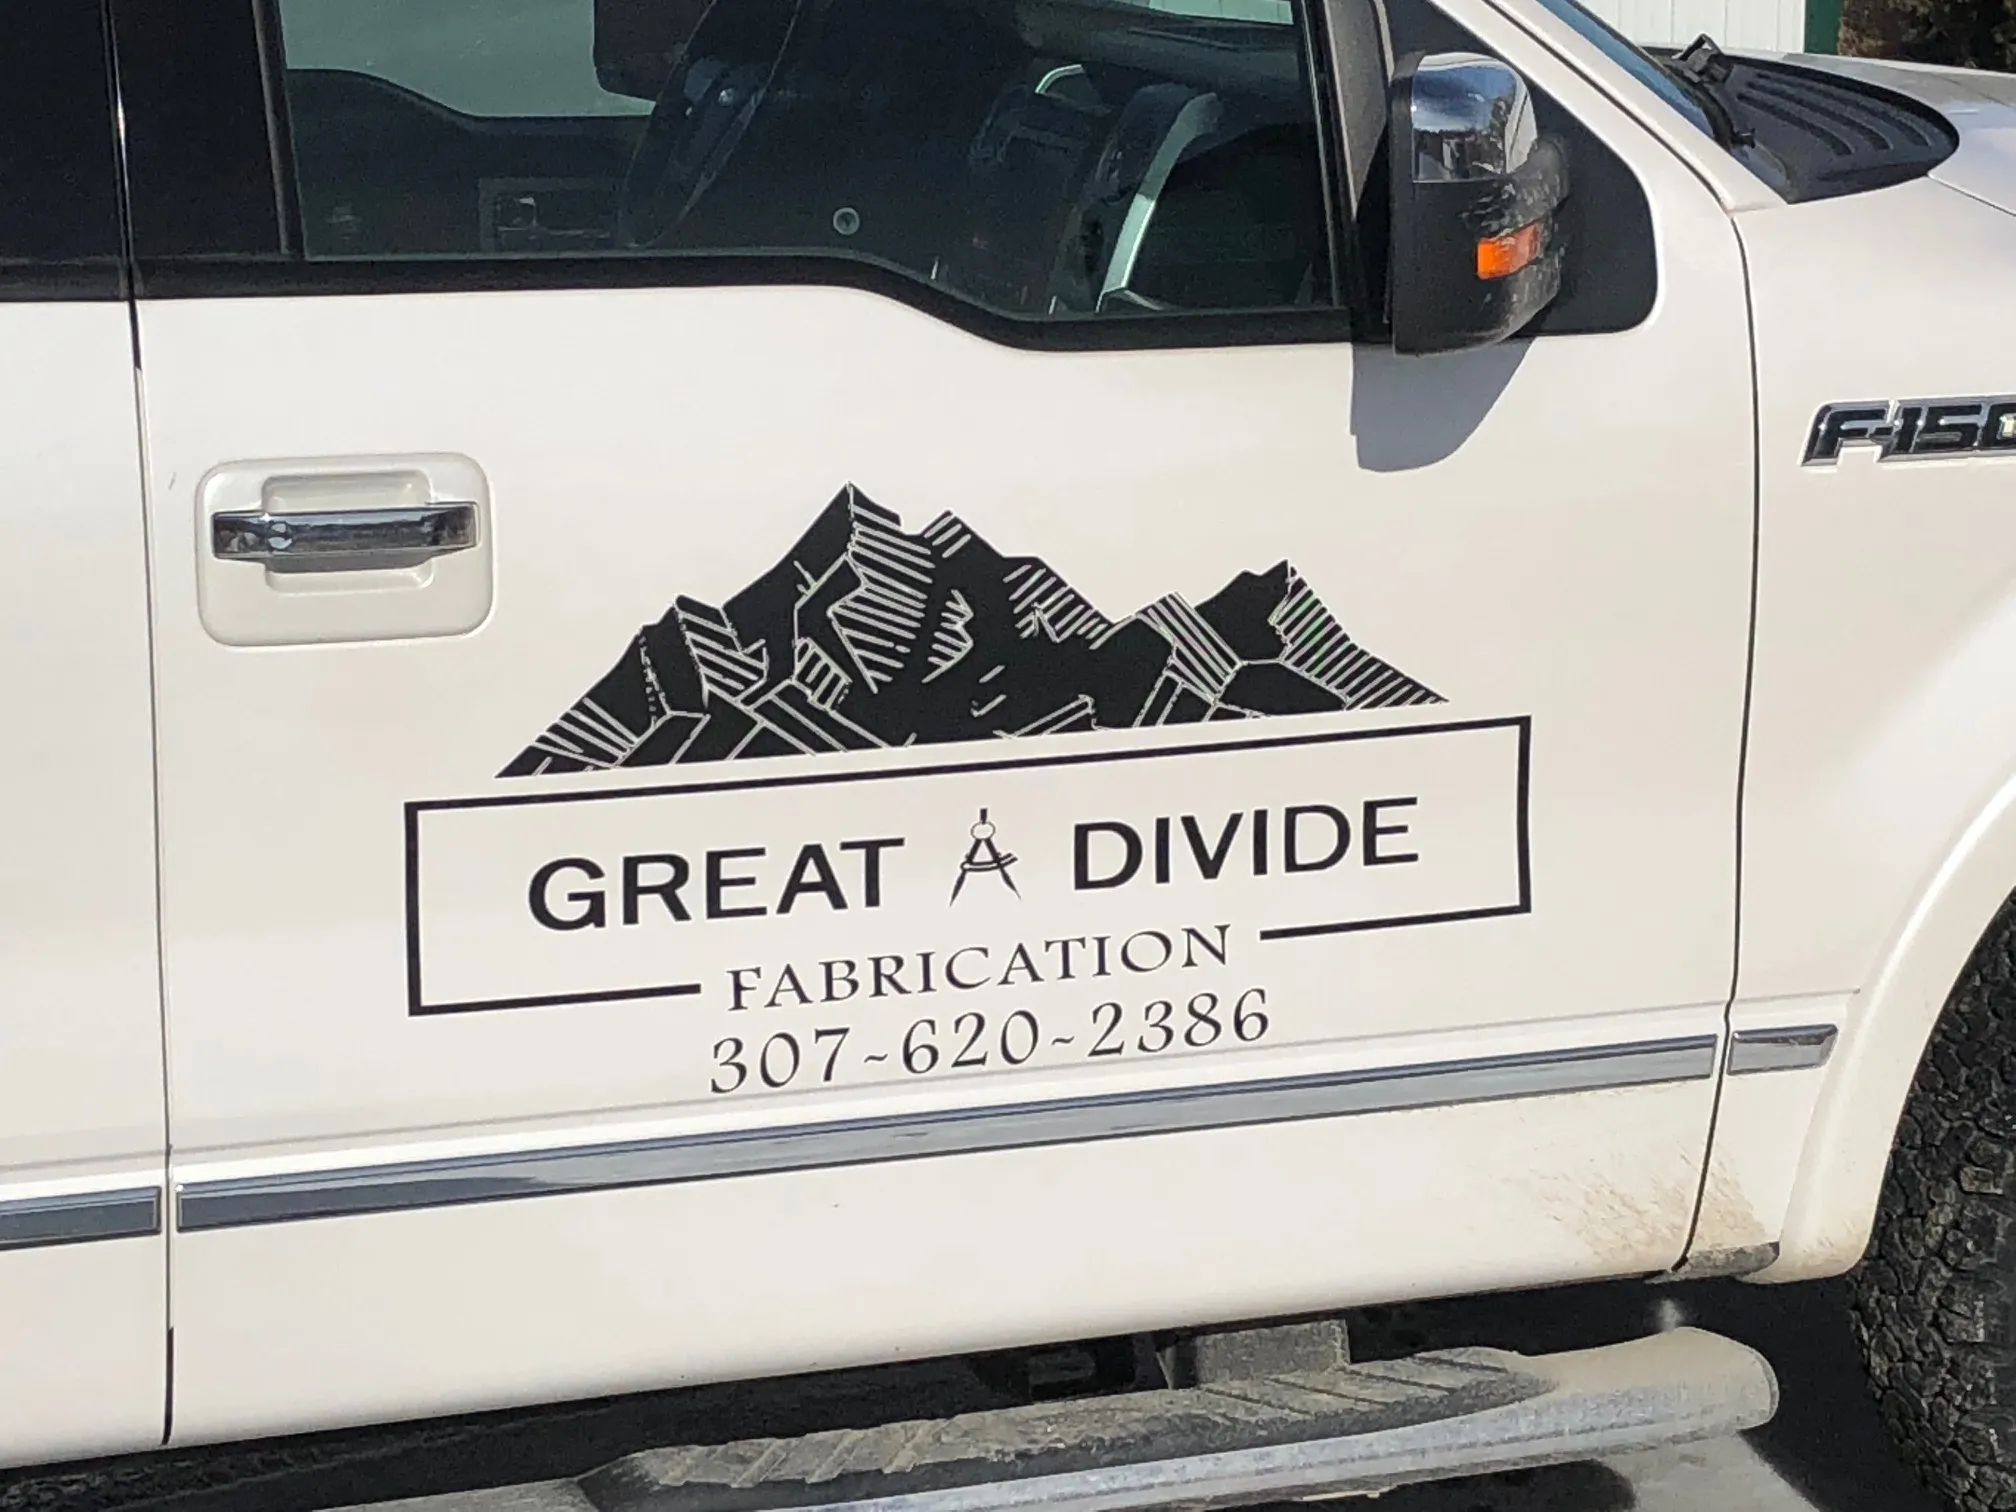 F-150
GREAT DIVIDE
FABRICATION
307~620~2386